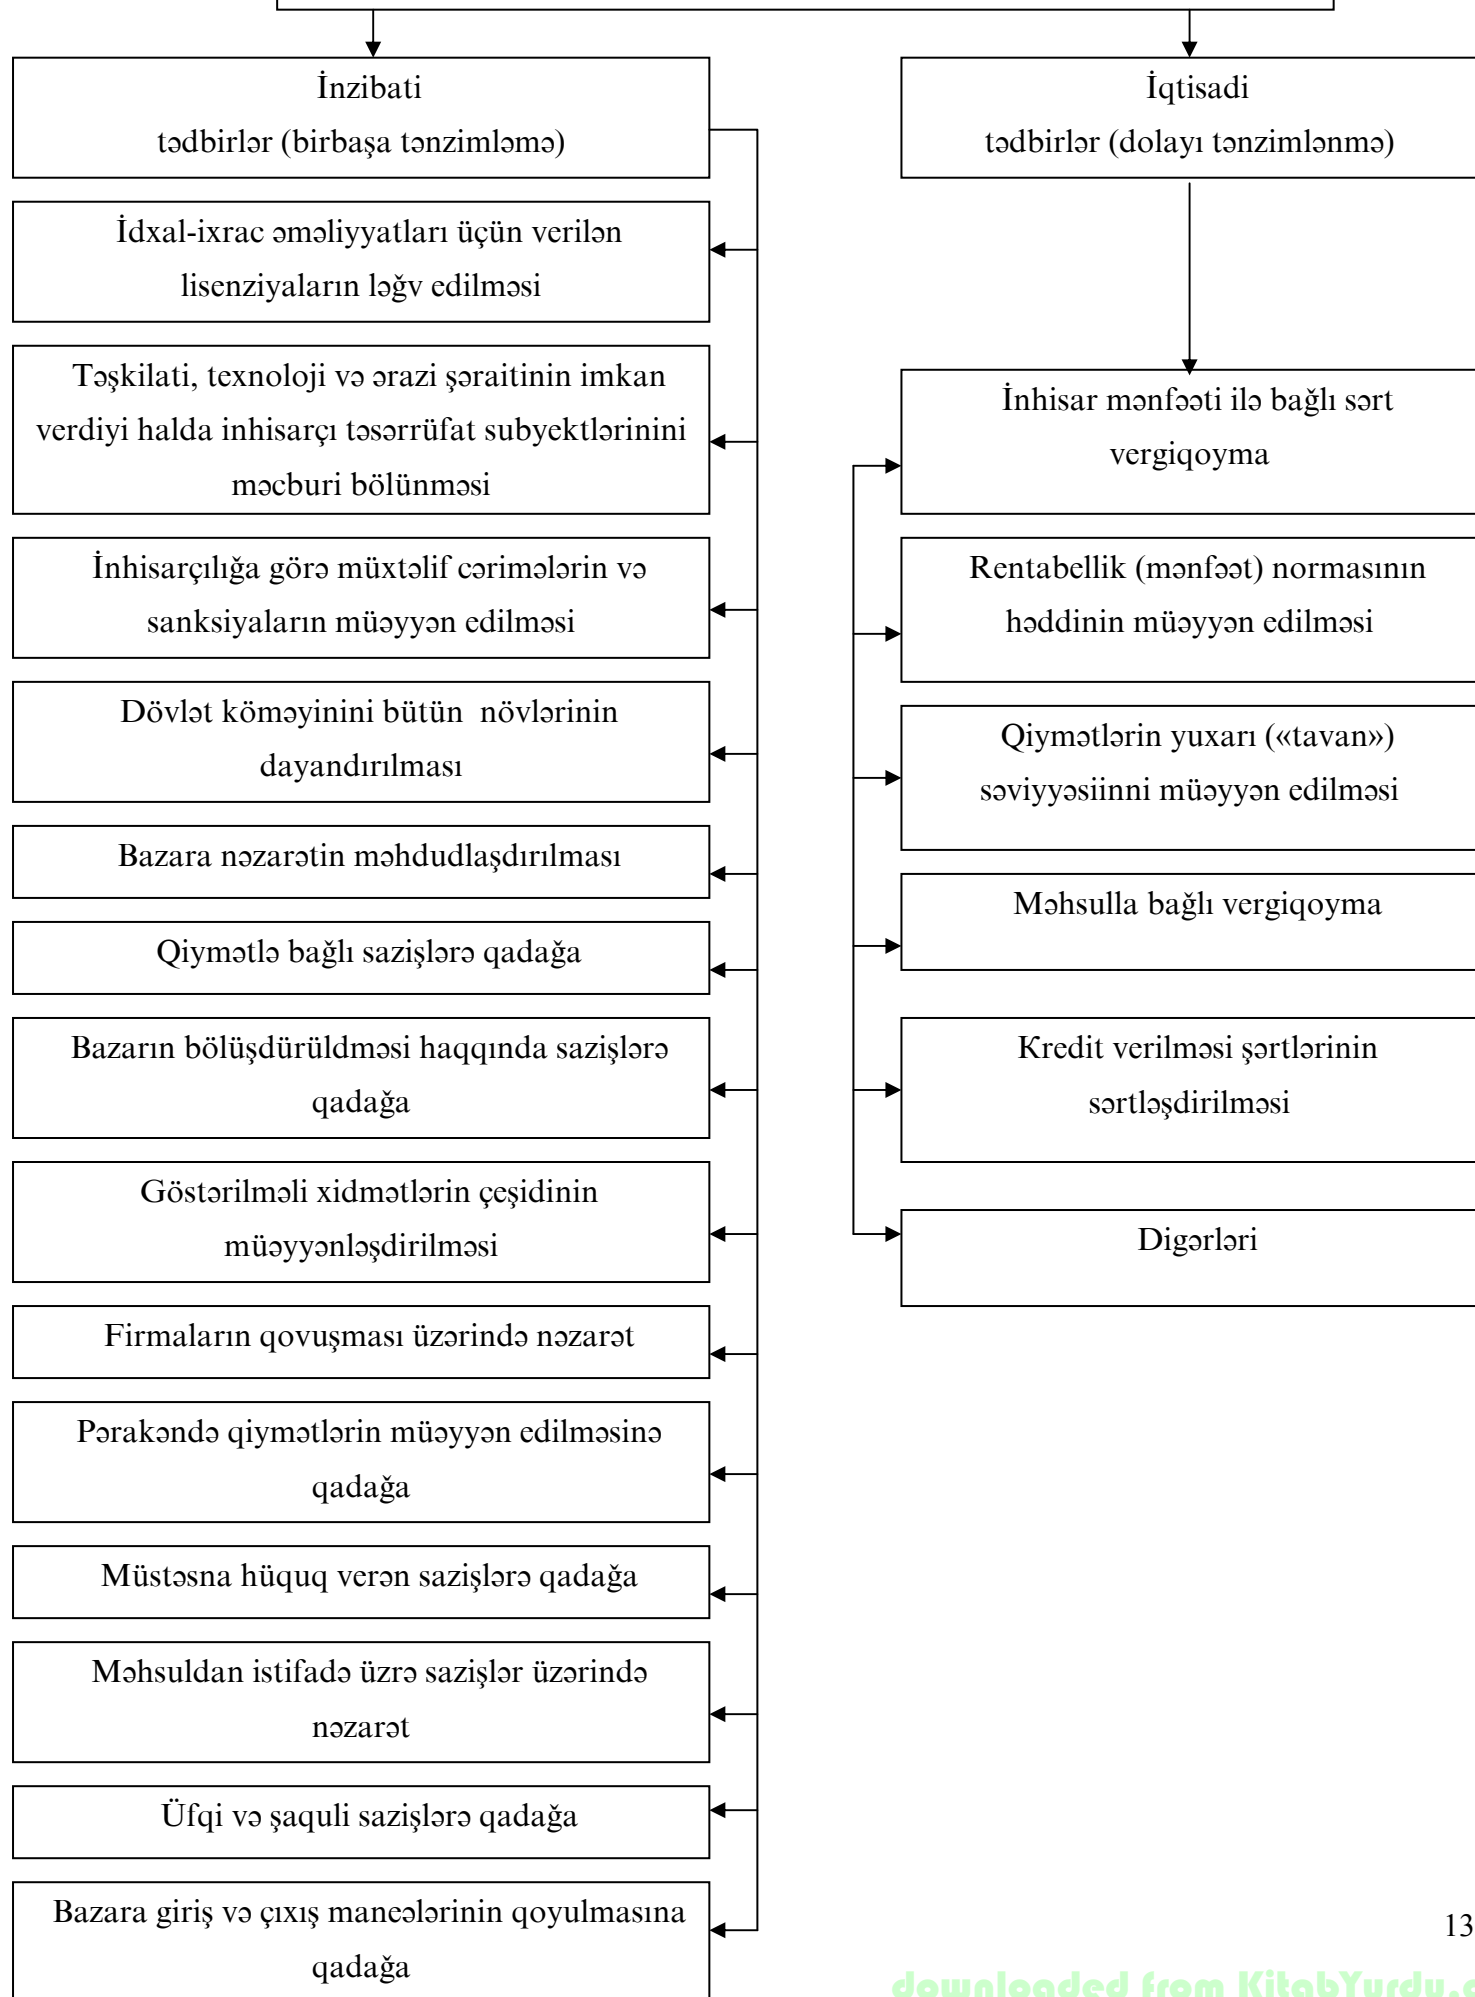 İnzibati
tədbirlər (birbaşa tənzimləmə)
İdxal-ixrac əməliyyatları üçün verilən
lisenziyaların ləğv edilməsi
Təşkilati, texnoloji və ərazi şəraitinin imkan
verdiyi halda inhisarçı təsərrüfat subyektlərinini
məcburi bölünməsi
İnhisarçılığa görə müxtəlif cərimələrin və
sanksiyaların müəyyən edilməsi
Dövlət köməyinini bütün növlərinin
dayandırılması
Bazara nəzarətin məhdudlaşdırılması
Qiymətlə bağlı sazişlərə qadağa
Bazarın bölüşdürüldməsi haqqında sazişlərə
qadağa
Göstərilməli xidmətlərin çeşidinin
müəyyənləşdirilməsi
Firmaların qovuşması üzərində nəzarət
Pərakəndə qiymətlərin müəyyən edilməsinə
qadağa
Müstəsna hüquq verən sazişlərə qadağa
Məhsuldan istifadə üzrə sazişlər üzərində
nəzarət
Üfqi və şaquli sazişlərə qadağa
Bazara giriş və çıxış maneələrinin qoyulmasına
qadağa
İqtisadi
tədbirlər (dolayı tənzimlənmə)
İnhisar mənfəəti ilə bağlı sərt
vergiqoyma
Rentabellik (mənfəət) normasının
həddinin müəyyən edilməsi
Qiymətlərin yuxarı («tavan»)
səviyyəsiinni müəyyən edilməsi
Məhsulla bağlı vergiqoyma
Kredit verilməsi şərtlərinin
sərtləşdirilməsi
Digərləri
13
downloaded from KitabYurdu.